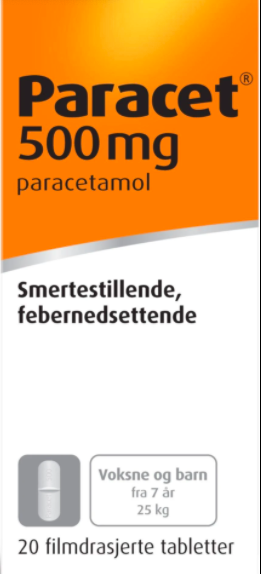 Paracet®
500 mg
paracetamol
Smertestillende,
febernedsettende
Voksne og barn
fra 7 år
25 kg
20 filmdrasjerte tabletter